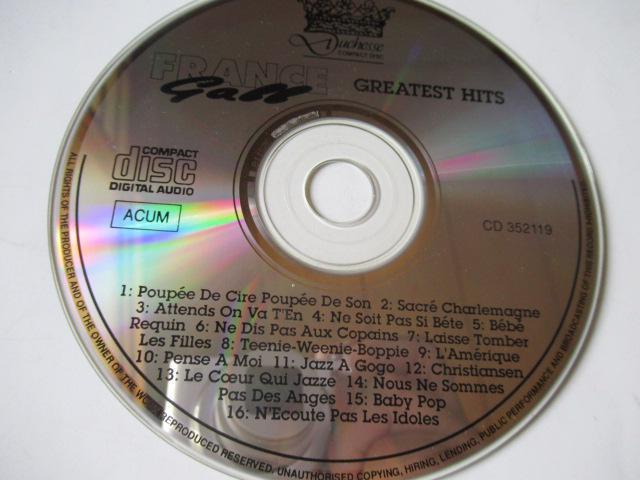 Duchesse
COMPACT DISC
FRANCE
Gall
GREATEST HITS
COMPACT
disc
DIGITAL AUDIO
ACUM
CD 352119
1: Poupée De Cire Poupée De Son 2: Sacré Charlemagne
3: Attends On Va T'En 4: Ne Soit Pas Si Bête 5: Bébé
Requin 6: Ne Dis Pas Aux Copains 7: Laisse Tomber
Les Filles 8: Teenie-Weenie-Boppie 9: L'Amérique
10: Pense A Moi 11: Jazz A Gogo 12: Christiansen
13: Le Cœur Qui Jazze 14: Nous Ne Sommes
Pas Des Anges 15: Baby Pop
16: N'Ecoute Pas Les Idoles
ALL RIGHTS OF THE PRODUCER AND OF THE OWNER OF THE WORK REPRODUCED RESERVED. UNAUTHORISED COPYING, HIRING, LENDING, PUBLIC PERFORMANCE AND BROADCASTING OF THIS RECORD PROHIBITED